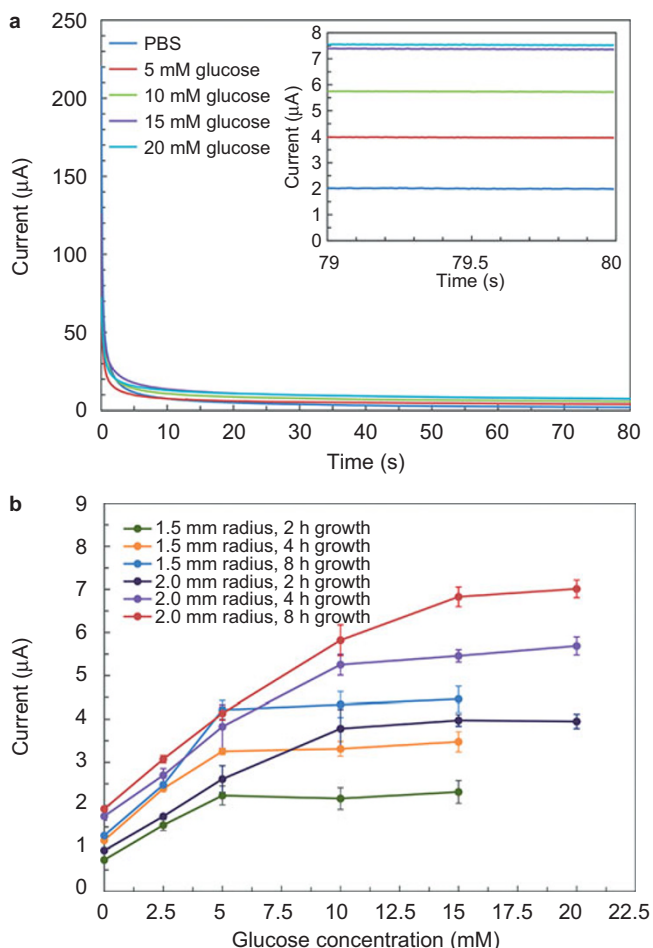 a
250
200
150
100
50
0
Current (μA)
PBS
5 mM glucose
10 mM glucose
15 mM glucose
20 mM glucose
8
7
6
5
4
3
2
1
0
Current (μA)
79 79.5 80
Time (s)
0 10 20 30 40 50 60 70 80
Time (s)
b
9
8
7
6
5
4
3
2
1
0
Current (μA)
1.5 mm radius, 2 h growth
1.5 mm radius, 4 h growth
1.5 mm radius, 8 h growth
2.0 mm radius, 2 h growth
2.0 mm radius, 4 h growth
2.0 mm radius, 8 h growth
0 2.5 5 7.5 10 12.5 15 17.5 20 22.5
Glucose concentration (mM)